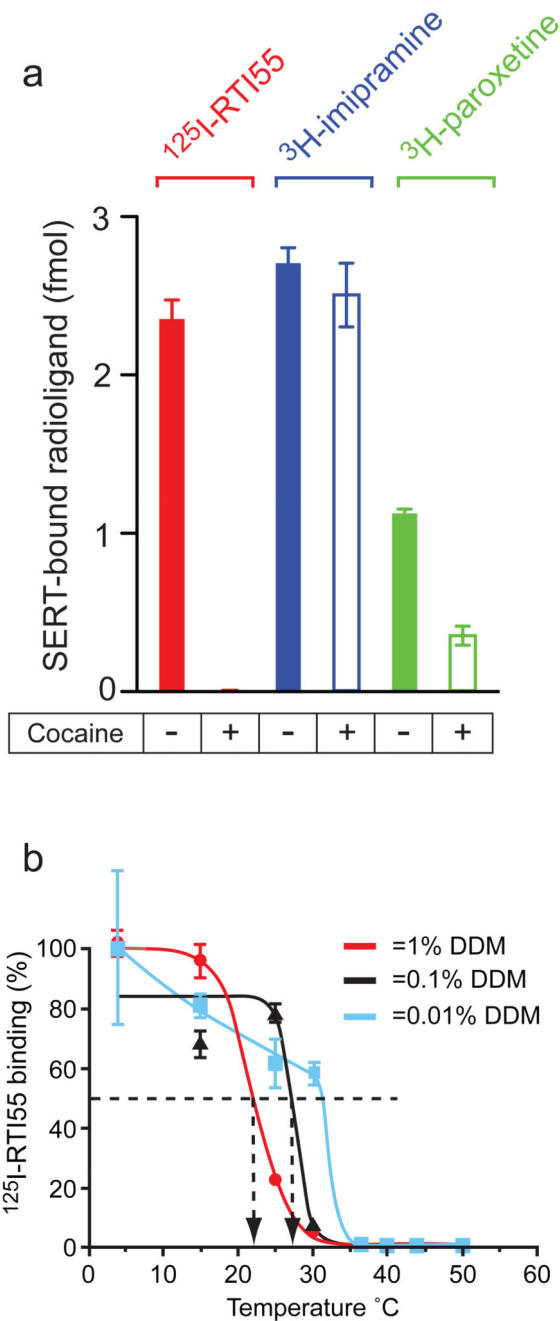 a
125I-RTI55
3H-imipramine
3H-paroxetine
SERT-bound radioligand (fmol)
3
2
1
0
Cocaine - + - + - +
b
125I-RTI55 binding (%)
100
80
60
40
20
0
=1% DDM
=0.1% DDM
=0.01% DDM
0 10 20 30 40 50 60
Temperature ˚C